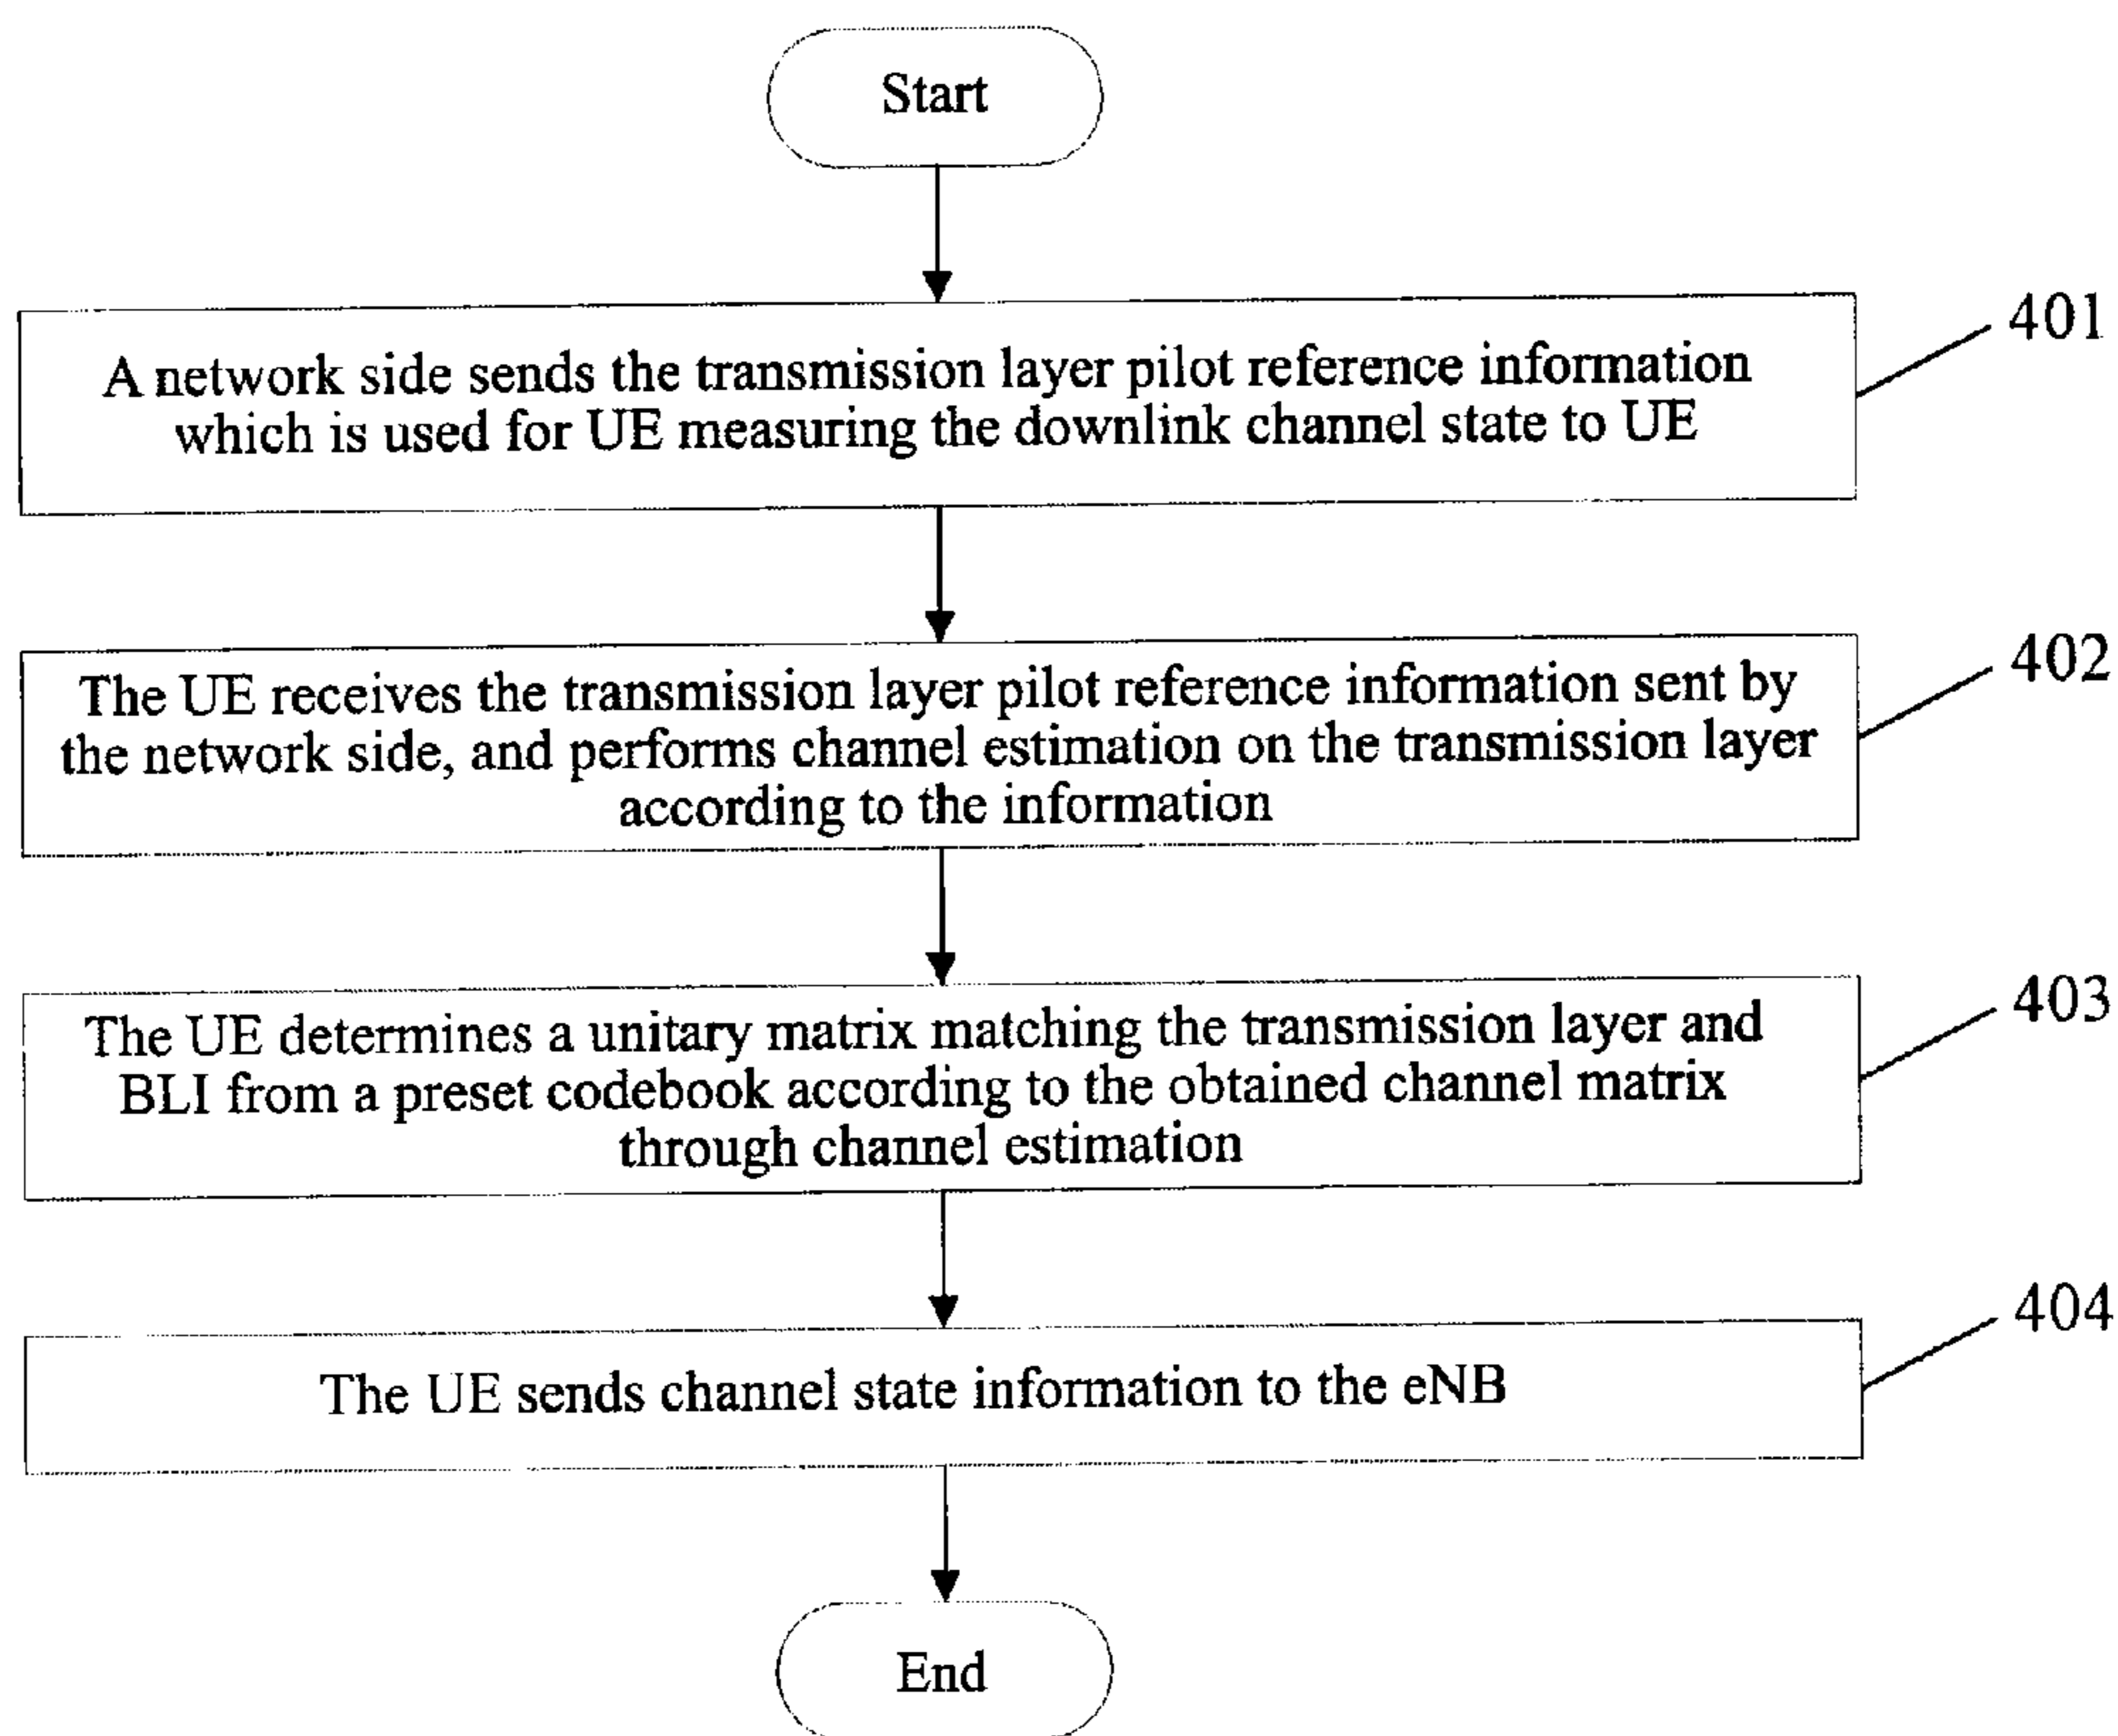 Start
A network side sends the transmission layer pilot reference information
which is used for UE measuring the downlink channel state to UE
401
The UE receives the transmission layer pilot reference information sent by
the network side, and performs channel estimation on the transmission layer
according to the information
402
The UE determines a unitary matrix matching the transmission layer and
BLI from a preset codebook according to the obtained channel matrix
through channel estimation
403
The UE sends channel state information to the eNB
404
End